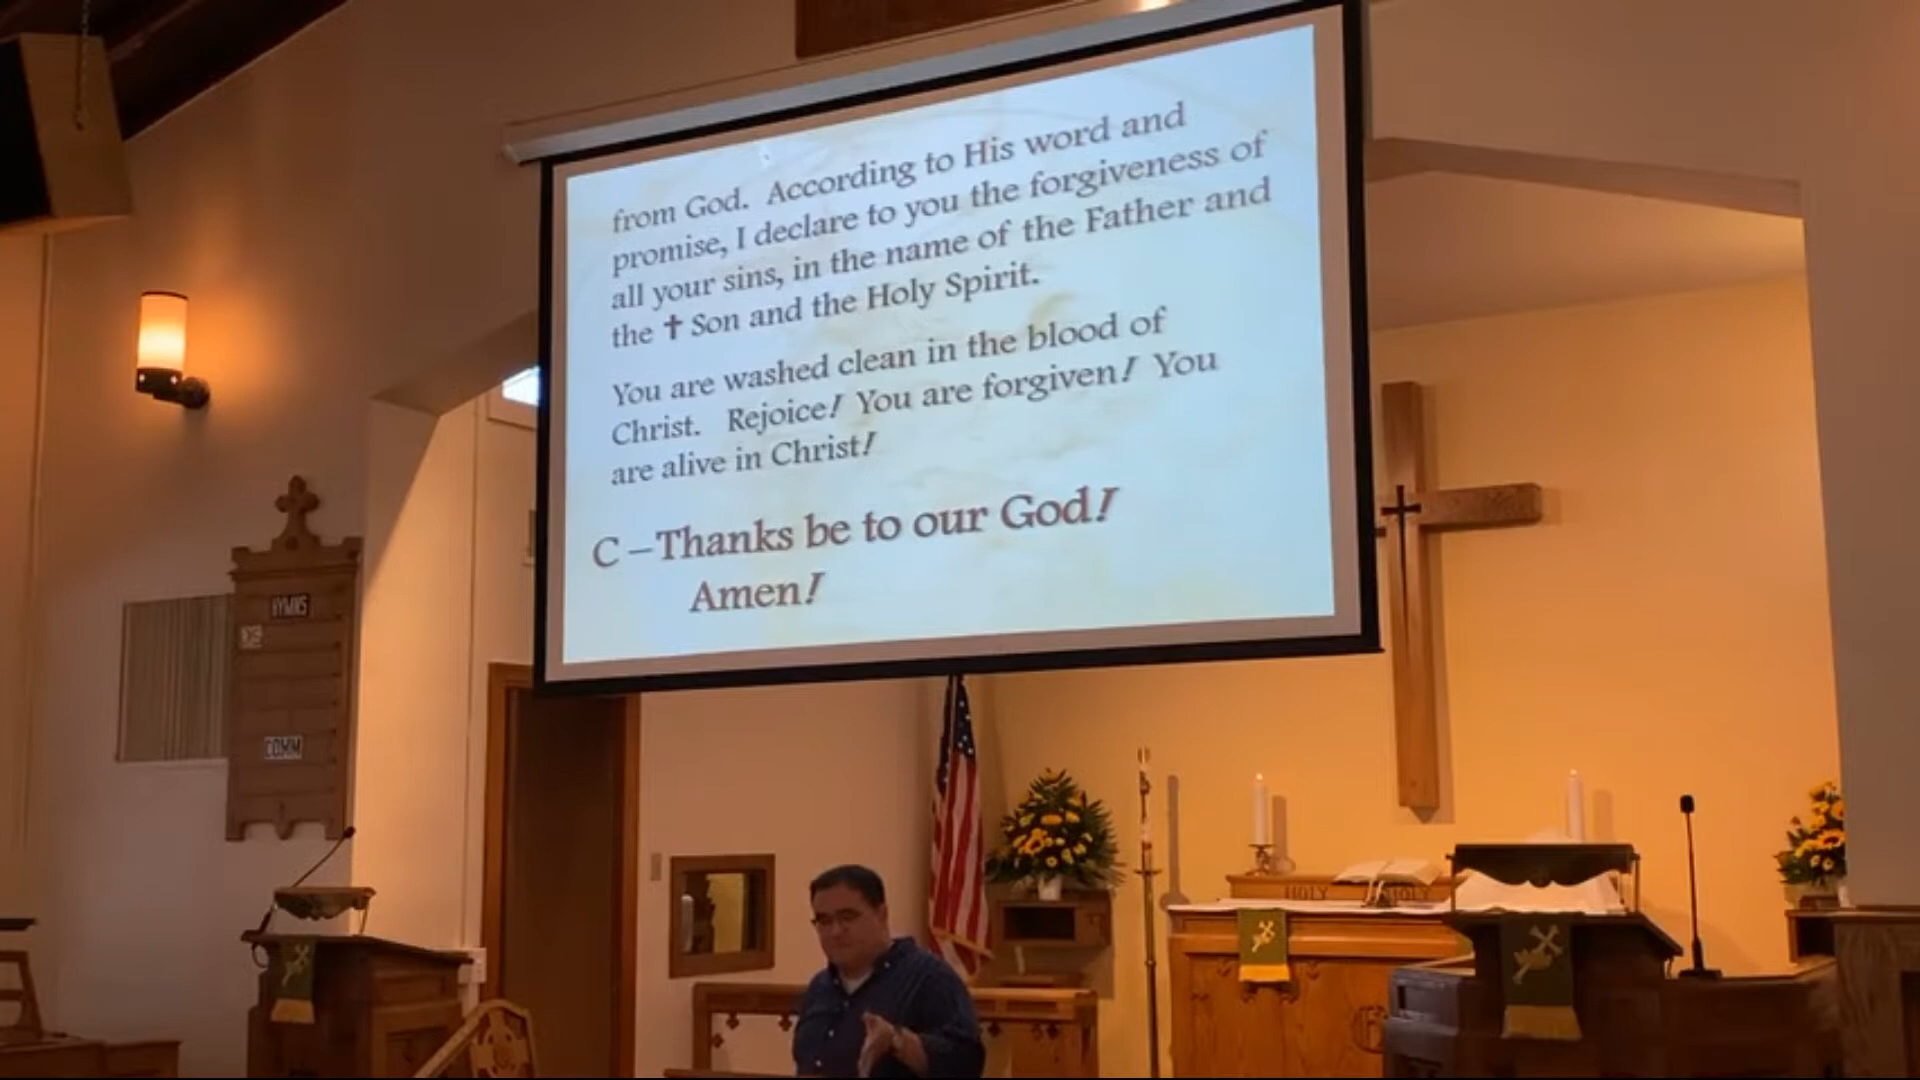 from God. According to His word and
promise, I declare to you the forgiveness of
all your sins, in the name of the Father and
the ✝ Son and the Holy Spirit.
You are washed clean in the blood of
Christ. Rejoice! You are forgiven! You
are alive in Christ!
C – Thanks be to our God!
Amen!
HYMNS
COMM
HOLY HOLY